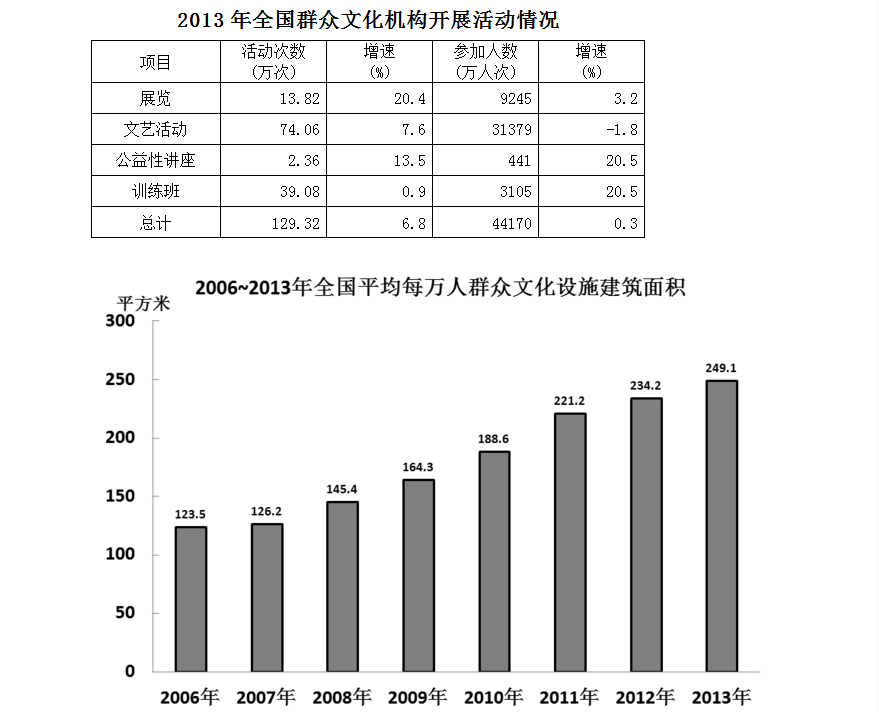 2013 年全国群众文化机构开展活动情况
项目 活动次数（万次） 增速（%） 参加人数（万人次） 增速（%）
展览 13.82 20.4 9245 3.2
文艺活动 74.06 7.6 31379 -1.8
公益性讲座 2.36 13.5 441 20.5
训练班 39.08 0.9 3105 20.5
总计 129.32 6.8 44170 0.3
2006~2013年全国平均每万人群众文化设施建筑面积
平方米
300
250
200
150
100
50
0
123.5 126.2 145.4 164.3 188.6 221.2 234.2 249.1
2006年 2007年 2008年 2009年 2010年 2011年 2012年 2013年